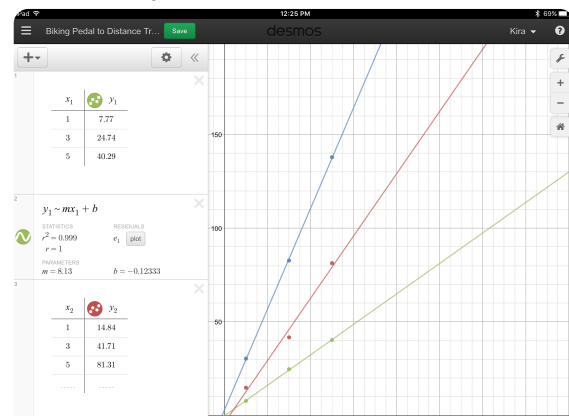 iPad 12:25 PM 69%
Biking Pedal to Distance Tr... Save desmos Kira ?
1
x1 y1
1 7.77
3 24.74
5 40.29
2
y1 ~ mx1 + b
STATISTICS RESIDUALS
r² = 0.999 e1 plot
r = 1
PARAMETERS
m = 8.13 b = −0.12333
3
x2 y2
1 14.84
3 41.71
5 81.31
150
100
50